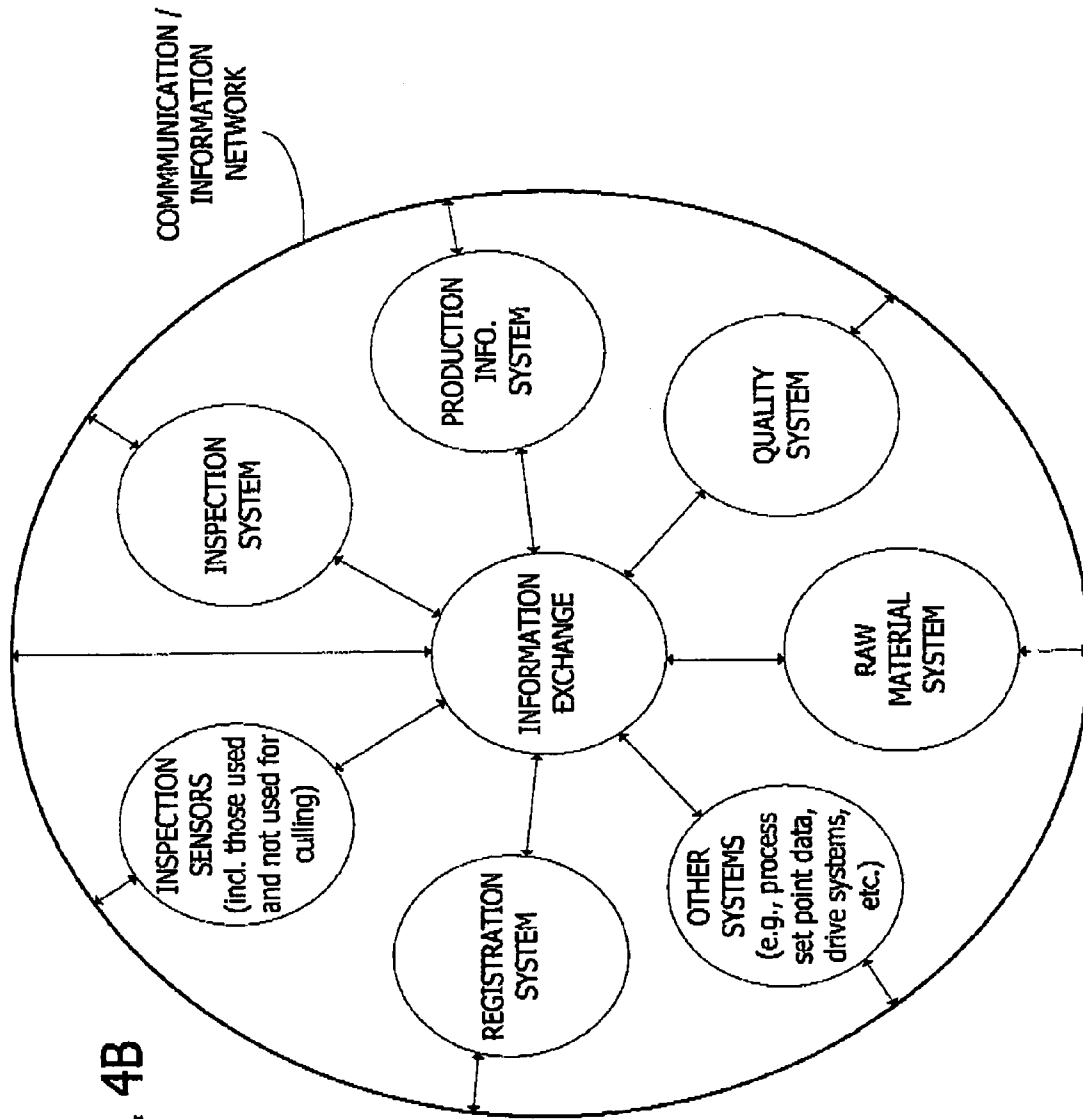 COMMMUNICATION /
INFORMATION
NETWORK
INSPECTION
SENSORS
(incl. those used
and not used for
culling)
INSPECTION
SYSTEM
REGISTRATION
SYSTEM
INFORMATION
EXCHANGE
PRODUCTION
INFO.
SYSTEM
OTHER
SYSTEMS
(e.g., process
set point data,
drive systems,
etc.)
RAW
MATERIAL
SYSTEM
QUALITY
SYSTEM
4B